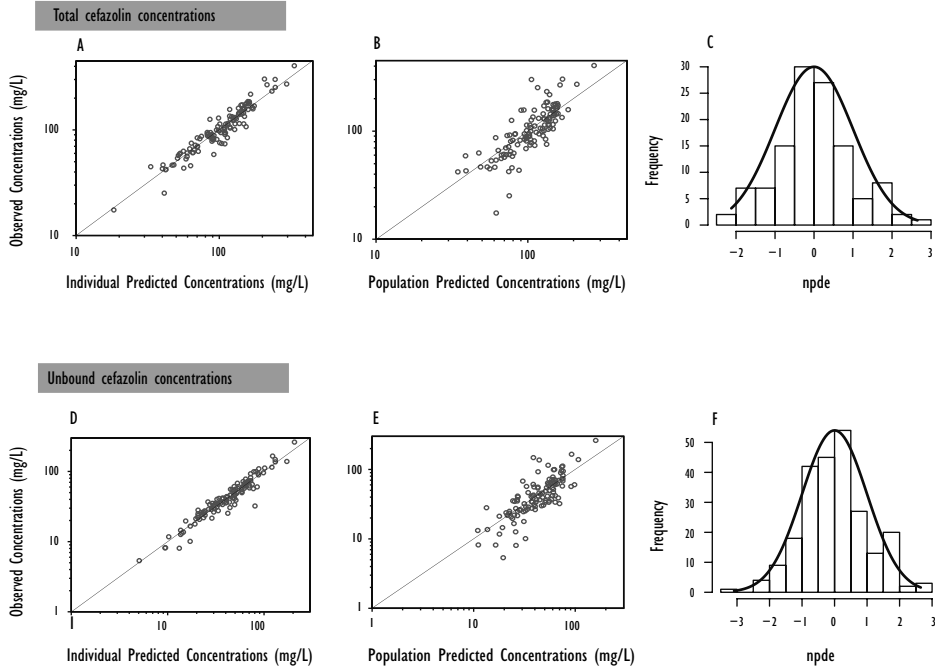 Total cefazolin concentrations
A
B
C
Observed Concentrations (mg/L)
100
10
10
100
Individual Predicted Concentrations (mg/L)
100
10
10
100
Population Predicted Concentrations (mg/L)
Frequency
30
25
20
15
10
5
0
−2
−1
0
1
2
3
npde
Unbound cefazolin concentrations
D
E
F
Observed Concentrations (mg/L)
100
10
1
1
10
100
Individual Predicted Concentrations (mg/L)
100
10
1
1
10
100
Population Predicted Concentrations (mg/L)
Frequency
50
40
30
20
10
0
−3
−2
−1
0
1
2
3
npde